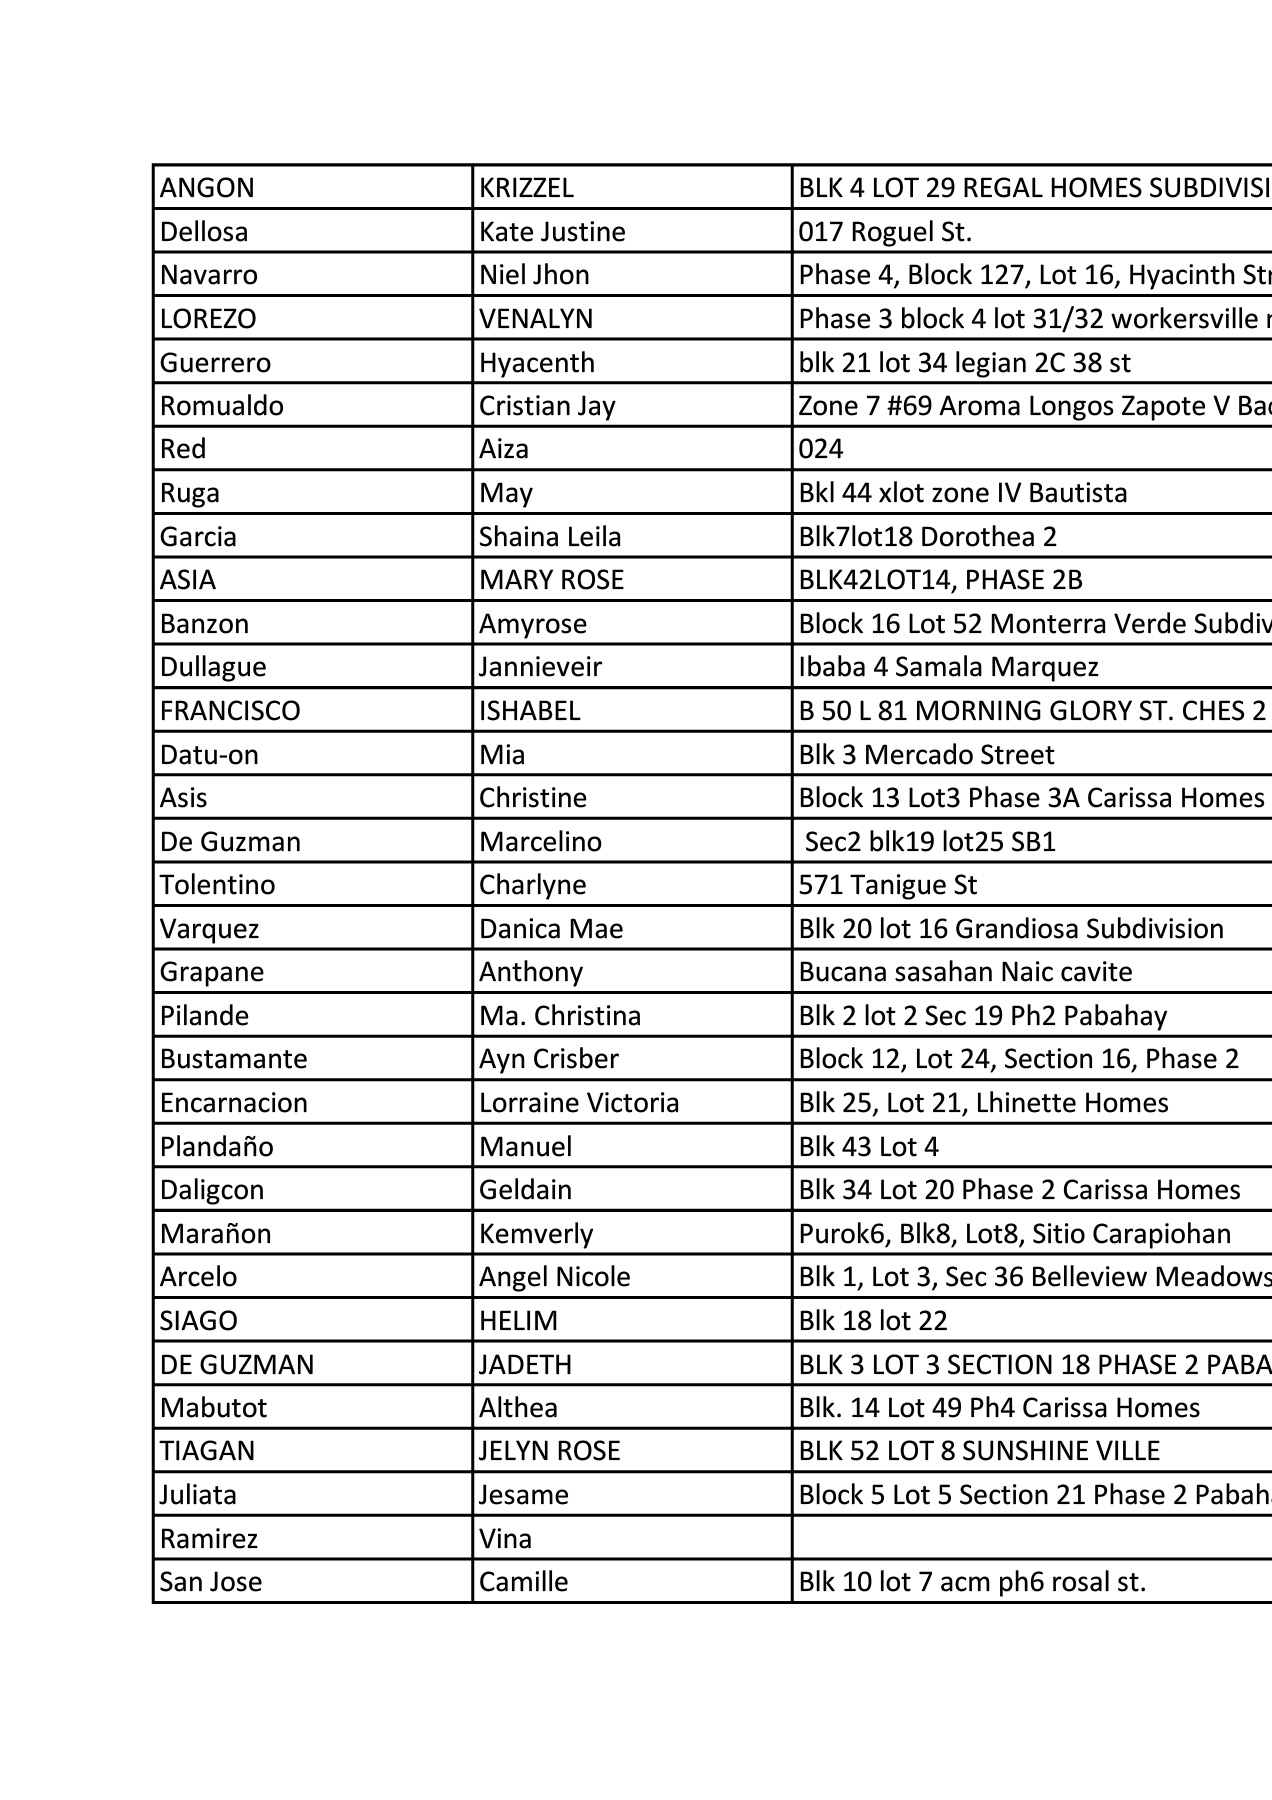 ANGON KRIZZEL BLK 4 LOT 29 REGAL HOMES SUBDIVISI
Dellosa Kate Justine 017 Roguel St.
Navarro Niel Jhon Phase 4, Block 127, Lot 16, Hyacinth Str
LOREZO VENALYN Phase 3 block 4 lot 31/32 workersville
Guerrero Hyacenth blk 21 lot 34 legian 2C 38 st
Romualdo Cristian Jay Zone 7 #69 Aroma Longos Zapote V Bac
Red Aiza 024
Ruga May Bkl 44 xlot zone IV Bautista
Garcia Shaina Leila Blk7lot18 Dorothea 2
ASIA MARY ROSE BLK42LOT14, PHASE 2B
Banzon Amyrose Block 16 Lot 52 Monterra Verde Subdiv
Dullague Jannieveir Ibaba 4 Samala Marquez
FRANCISCO ISHABEL B 50 L 81 MORNING GLORY ST. CHES 2
Datu-on Mia Blk 3 Mercado Street
Asis Christine Block 13 Lot3 Phase 3A Carissa Homes
De Guzman Marcelino Sec2 blk19 lot25 SB1
Tolentino Charlyne 571 Tanigue St
Varquez Danica Mae Blk 20 lot 16 Grandiosa Subdivision
Grapane Anthony Bucana sasahan Naic cavite
Pilande Ma. Christina Blk 2 lot 2 Sec 19 Ph2 Pabahay
Bustamante Ayn Crisber Block 12, Lot 24, Section 16, Phase 2
Encarnacion Lorraine Victoria Blk 25, Lot 21, Lhinette Homes
Plandaño Manuel Blk 43 Lot 4
Daligcon Geldain Blk 34 Lot 20 Phase 2 Carissa Homes
Marañon Kemverly Purok6, Blk8, Lot8, Sitio Carapiohan
Arcelo Angel Nicole Blk 1, Lot 3, Sec 36 Belleview Meadows
SIAGO HELIM Blk 18 lot 22
DE GUZMAN JADETH BLK 3 LOT 3 SECTION 18 PHASE 2 PABA
Mabutot Althea Blk. 14 Lot 49 Ph4 Carissa Homes
TIAGAN JELYN ROSE BLK 52 LOT 8 SUNSHINE VILLE
Juliata Jesame Block 5 Lot 5 Section 21 Phase 2 Pabah
Ramirez Vina
San Jose Camille Blk 10 lot 7 acm ph6 rosal st.